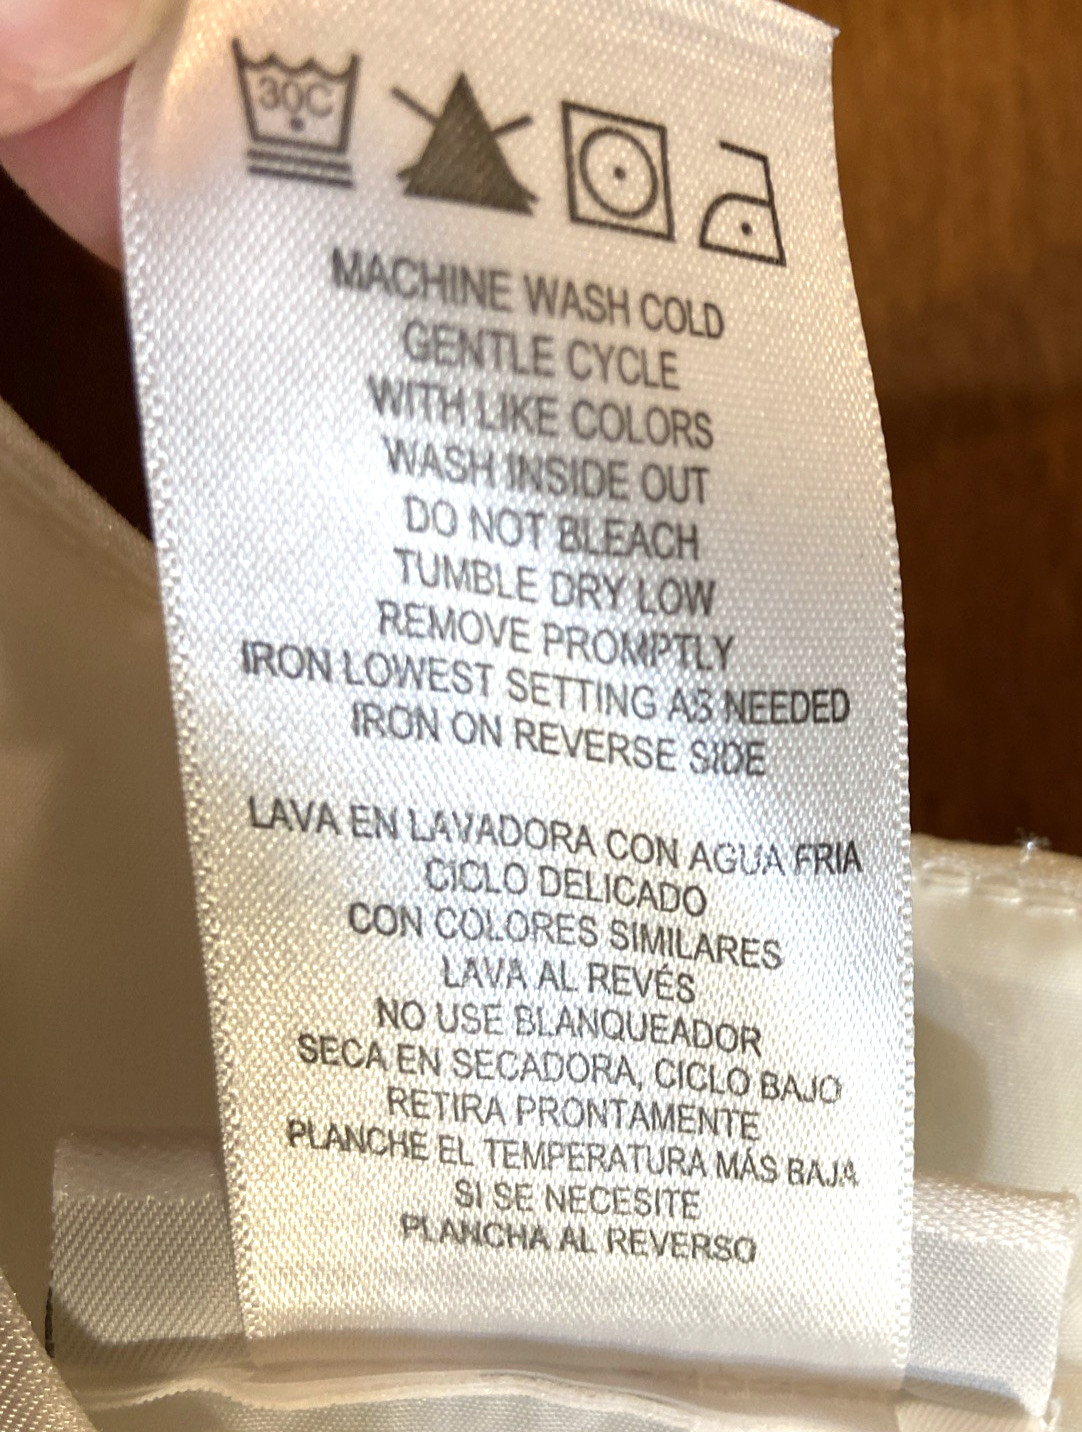 30C
MACHINE WASH COLD
GENTLE CYCLE
WITH LIKE COLORS
WASH INSIDE OUT
DO NOT BLEACH
TUMBLE DRY LOW
REMOVE PROMPTLY
IRON LOWEST SETTING AS NEEDED
IRON ON REVERSE SIDE
LAVA EN LAVADORA CON AGUA FRIA
CICLO DELICADO
CON COLORES SIMILARES
LAVA AL REVÉS
NO USE BLANQUEADOR
SECA EN SECADORA, CICLO BAJO
RETIRA PRONTAMENTE
PLANCHE EL TEMPERATURA MÁS BAJA
SI SE NECESITE
PLANCHA AL REVERSO